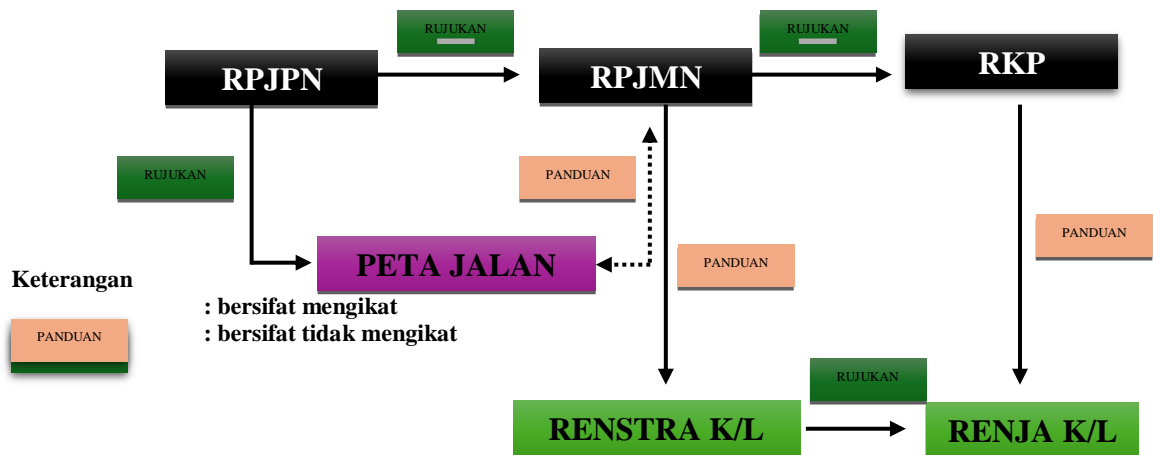 RUJUKAN
RUJUKAN
RPJPN
RPJMN
RKP
RUJUKAN
PANDUAN
PANDUAN
PETA JALAN
PANDUAN
Keterangan
: bersifat mengikat
PANDUAN
: bersifat tidak mengikat
RUJUKAN
RENSTRA K/L
RENJA K/L